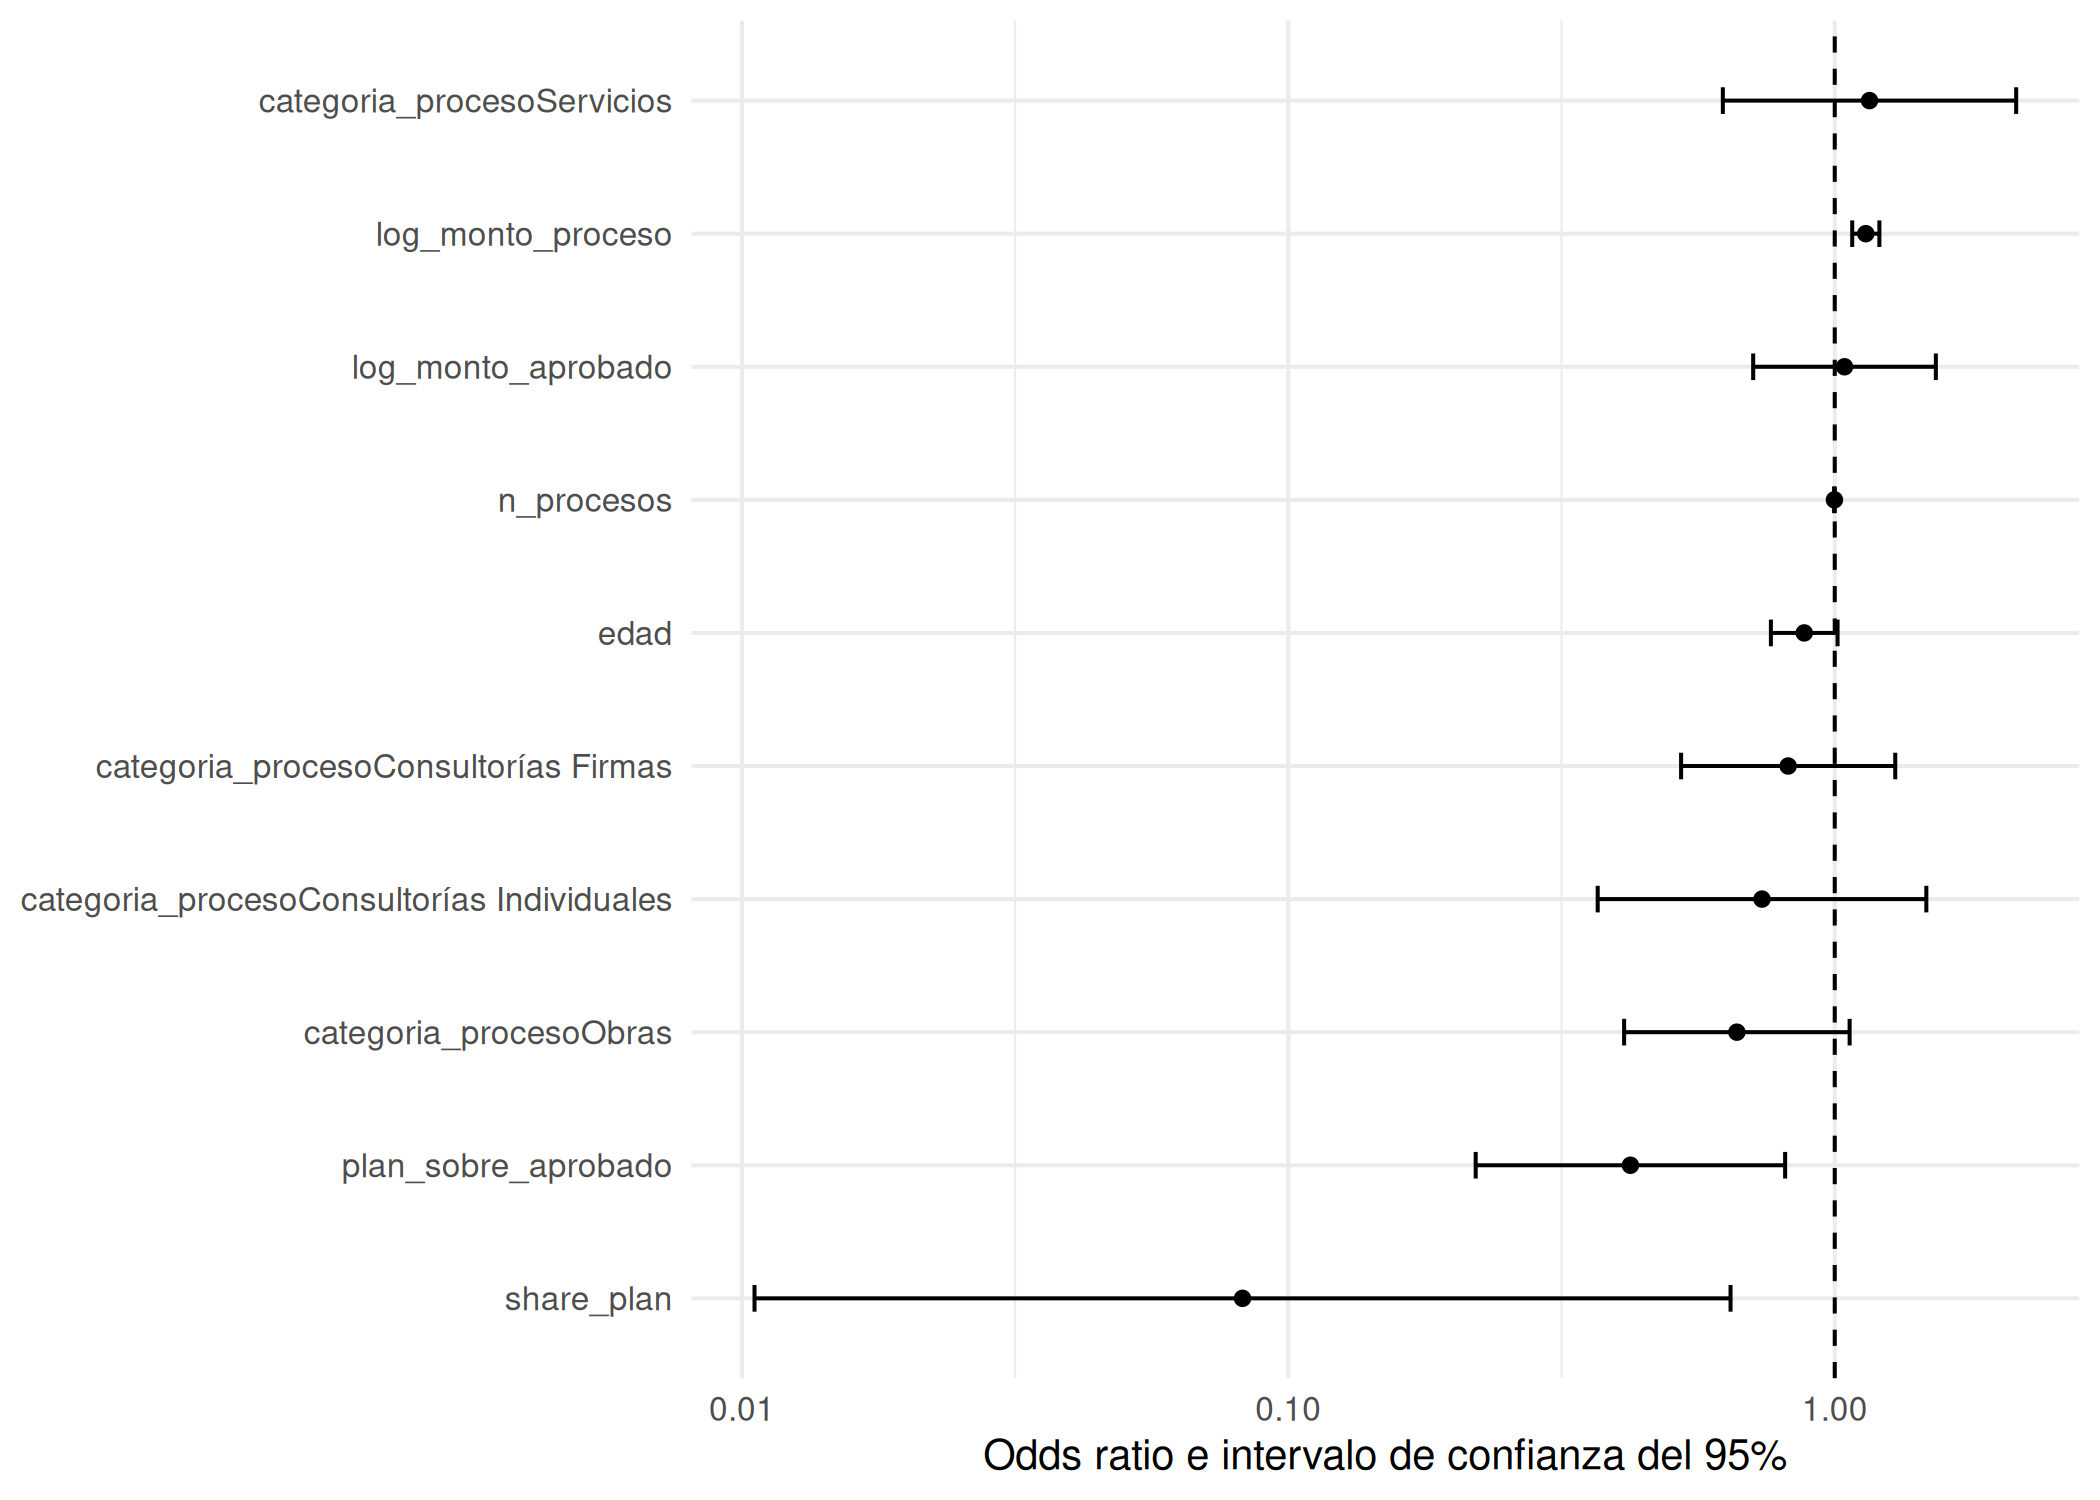 categoria_procesoServicios
log_monto_proceso
log_monto_aprobado
n_procesos
edad
categoria_procesoConsultorías Firmas
categoria_procesoConsultorías Individuales
categoria_procesoObras
plan_sobre_aprobado
share_plan
0.01 0.10 1.00
Odds ratio e intervalo de confianza del 95%